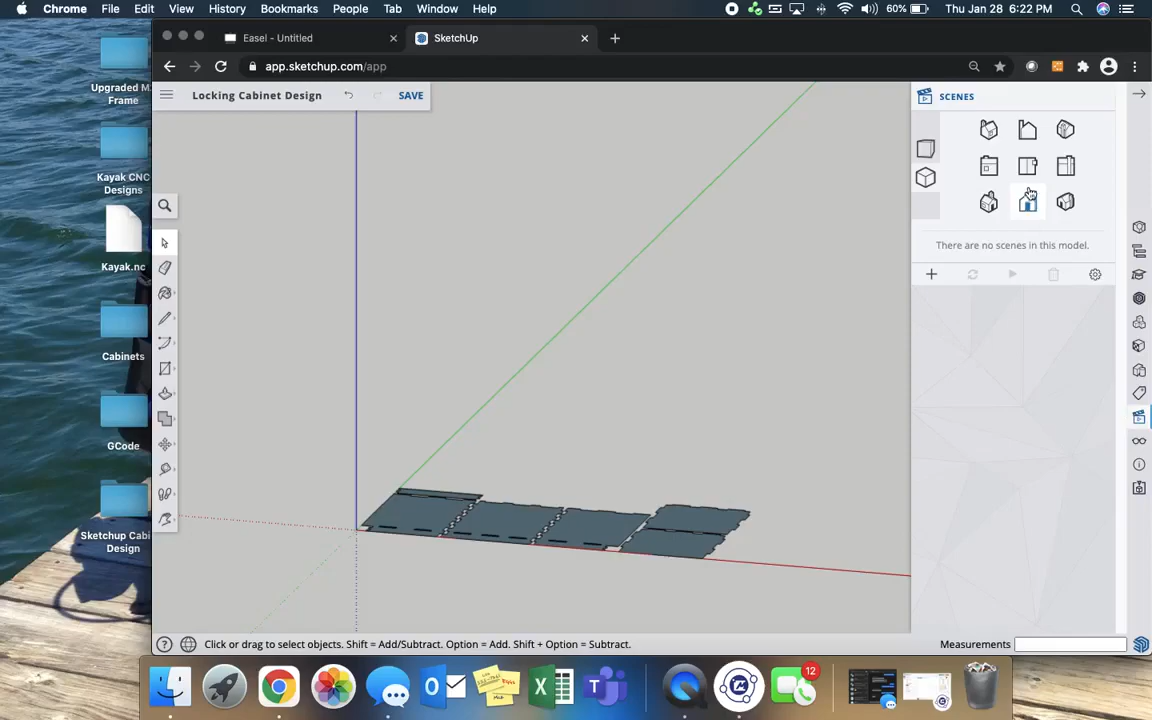 Chrome File Edit View History Bookmarks People Tab Window Help 60% Thu Jan 28 6:22 PM
Easel - Untitled SketchUp
app.sketchup.com/app
Locking Cabinet Design SAVE
SCENES
There are no scenes in this model.
Upgraded M
Frame
Kayak CNC
Designs
Kayak.nc
Cabinets
GCode
Sketchup Cabi
Design
Click or drag to select objects. Shift = Add/Subtract. Option = Add. Shift + Option = Subtract.
Measurements
12